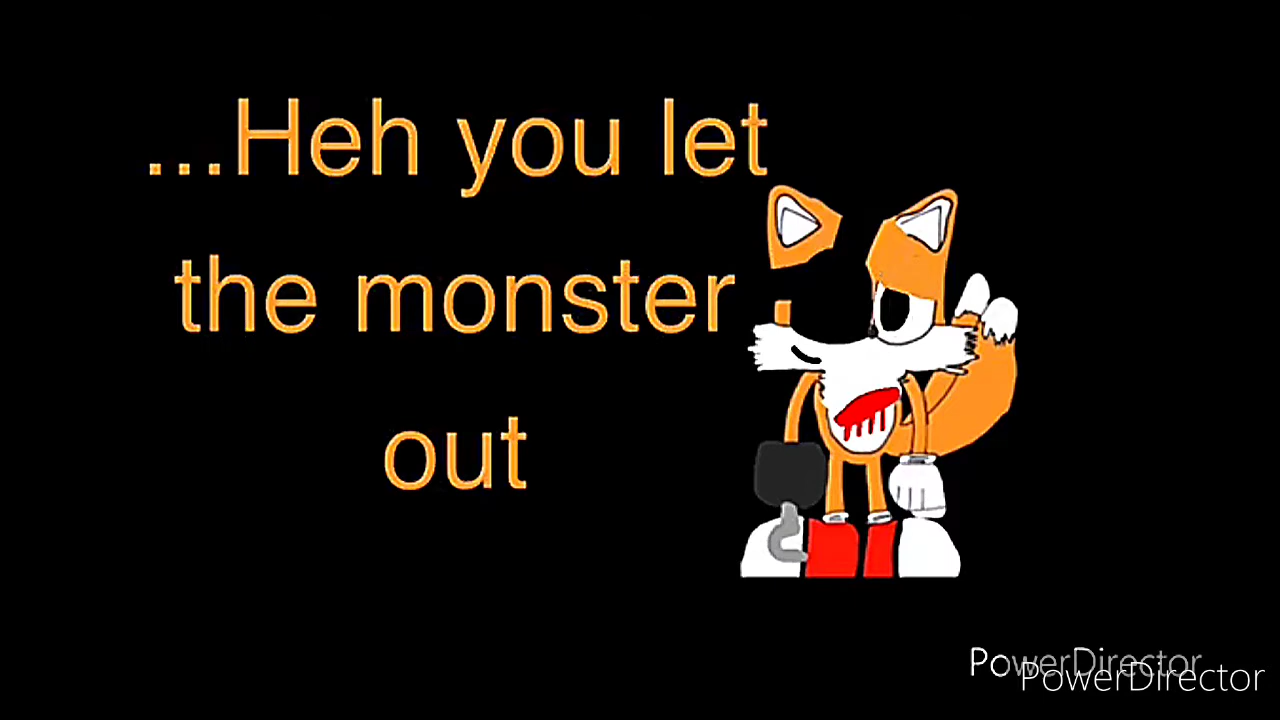 ...Heh you let
the monster
out
PowerDirector
PowerDirector